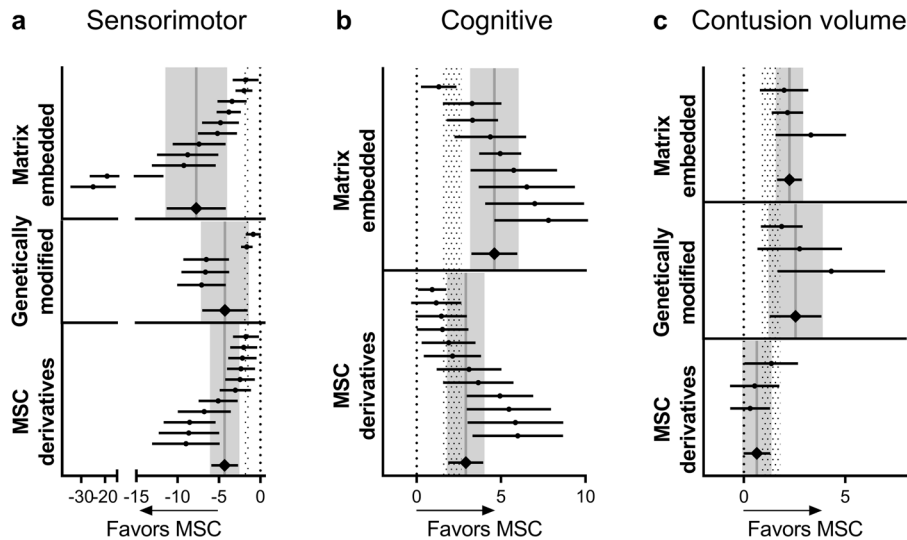 a Sensorimotor
Matrix
embedded
Genetically
modified
MSC
derivatives
-30 -20 -15 -10 -5 0
Favors MSC
b Cognitive
Matrix
embedded
MSC
derivatives
0 5 10
Favors MSC
c Contusion volume
Matrix
embedded
Genetically
modified
MSC
derivatives
0 5
Favors MSC